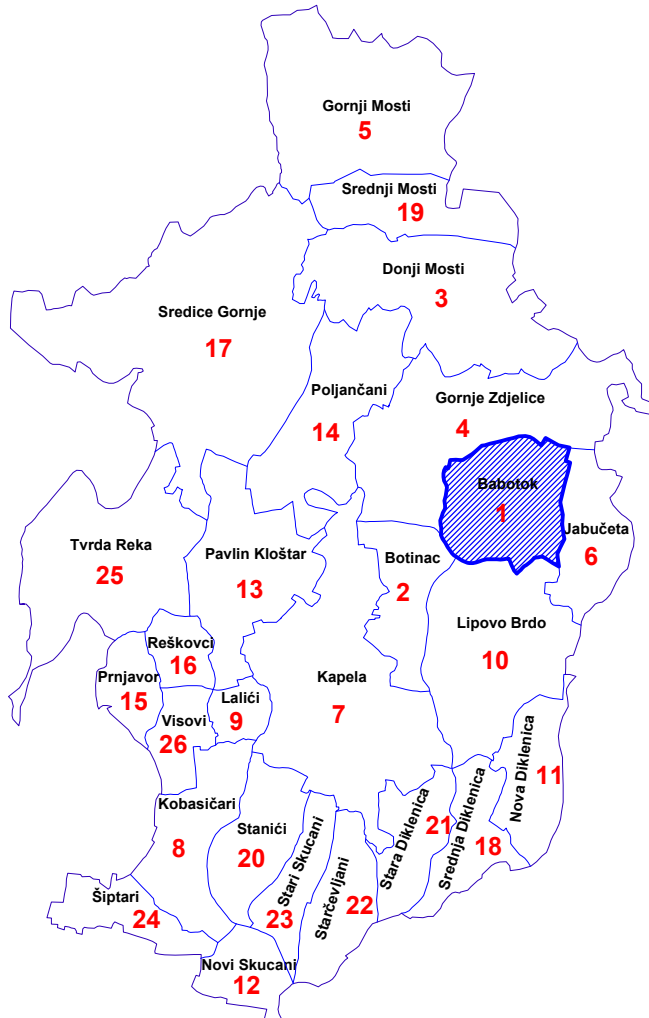 Gornji Mosti
5
Srednji Mosti
19
Donji Mosti
3
Sredice Gornje
17
Poljančani
14
Gornje Zdjelice
4
Babotok
1
Jabučeta
6
Tvrda Reka
25
Pavlin Kloštar
13
Botinac
2
Lipovo Brdo
10
Reškovci
16
Prnjavor
15
Lalići
9
Kapela
7
Visovi
26
Nova Diklenica
11
Kobasičari
8
Stanići
20
Stari Skucani
23
Starčevljani
22
Stara Diklenica
21
Srednja Diklenica
18
Šiptari
24
Novi Skucani
12